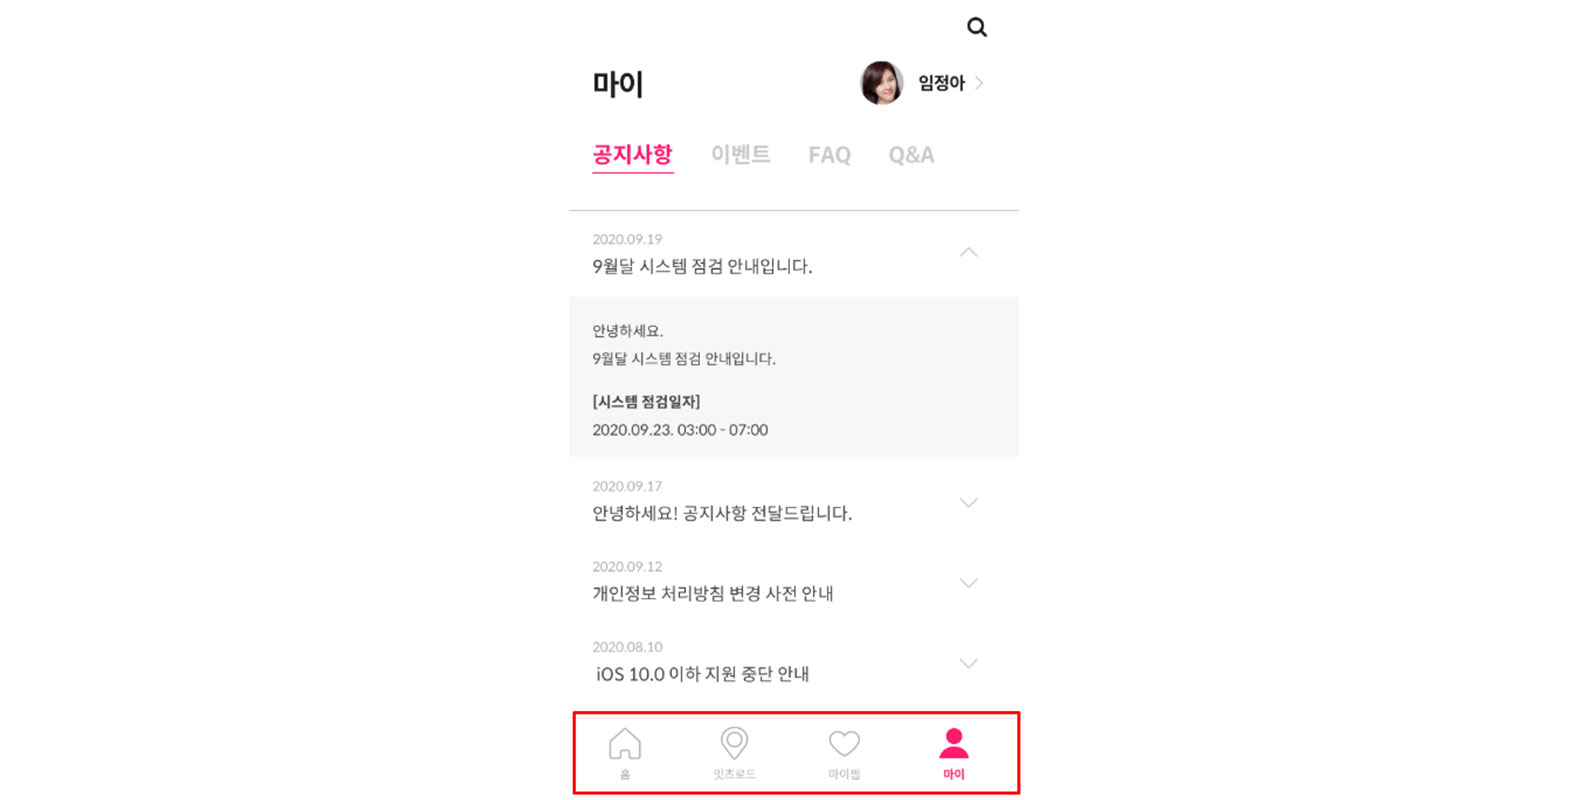 마이
임정아
공지사항 이벤트 FAQ Q&A
2020.09.19
9월달 시스템 점검 안내입니다.
안녕하세요.
9월달 시스템 점검 안내입니다.
[시스템 점검일자]
2020.09.23. 03:00 - 07:00
2020.09.17
안녕하세요! 공지사항 전달드립니다.
2020.09.12
개인정보 처리방침 변경 사전 안내
2020.08.10
iOS 10.0 이하 지원 중단 안내
홈 밋츠로드 마이찜 마이